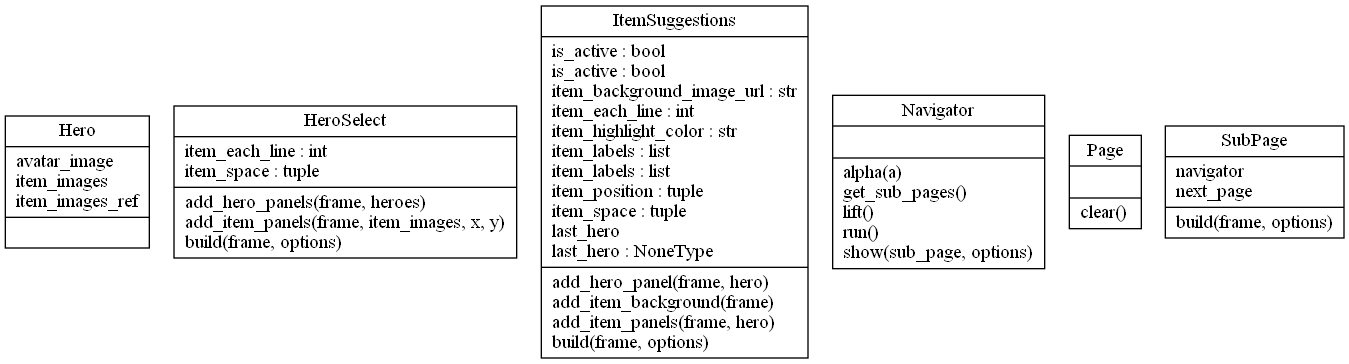 Hero
avatar_image
item_images
item_images_ref
HeroSelect
item_each_line : int
item_space : tuple
add_hero_panels(frame, heroes)
add_item_panels(frame, item_images, x, y)
build(frame, options)
ItemSuggestions
is_active : bool
is_active : bool
item_background_image_url : str
item_each_line : int
item_highlight_color : str
item_labels : list
item_labels : list
item_position : tuple
item_space : tuple
last_hero
last_hero : NoneType
add_hero_panel(frame, hero)
add_item_background(frame)
add_item_panels(frame, hero)
build(frame, options)
Navigator
alpha(a)
get_sub_pages()
lift()
run()
show(sub_page, options)
Page
clear()
SubPage
navigator
next_page
build(frame, options)